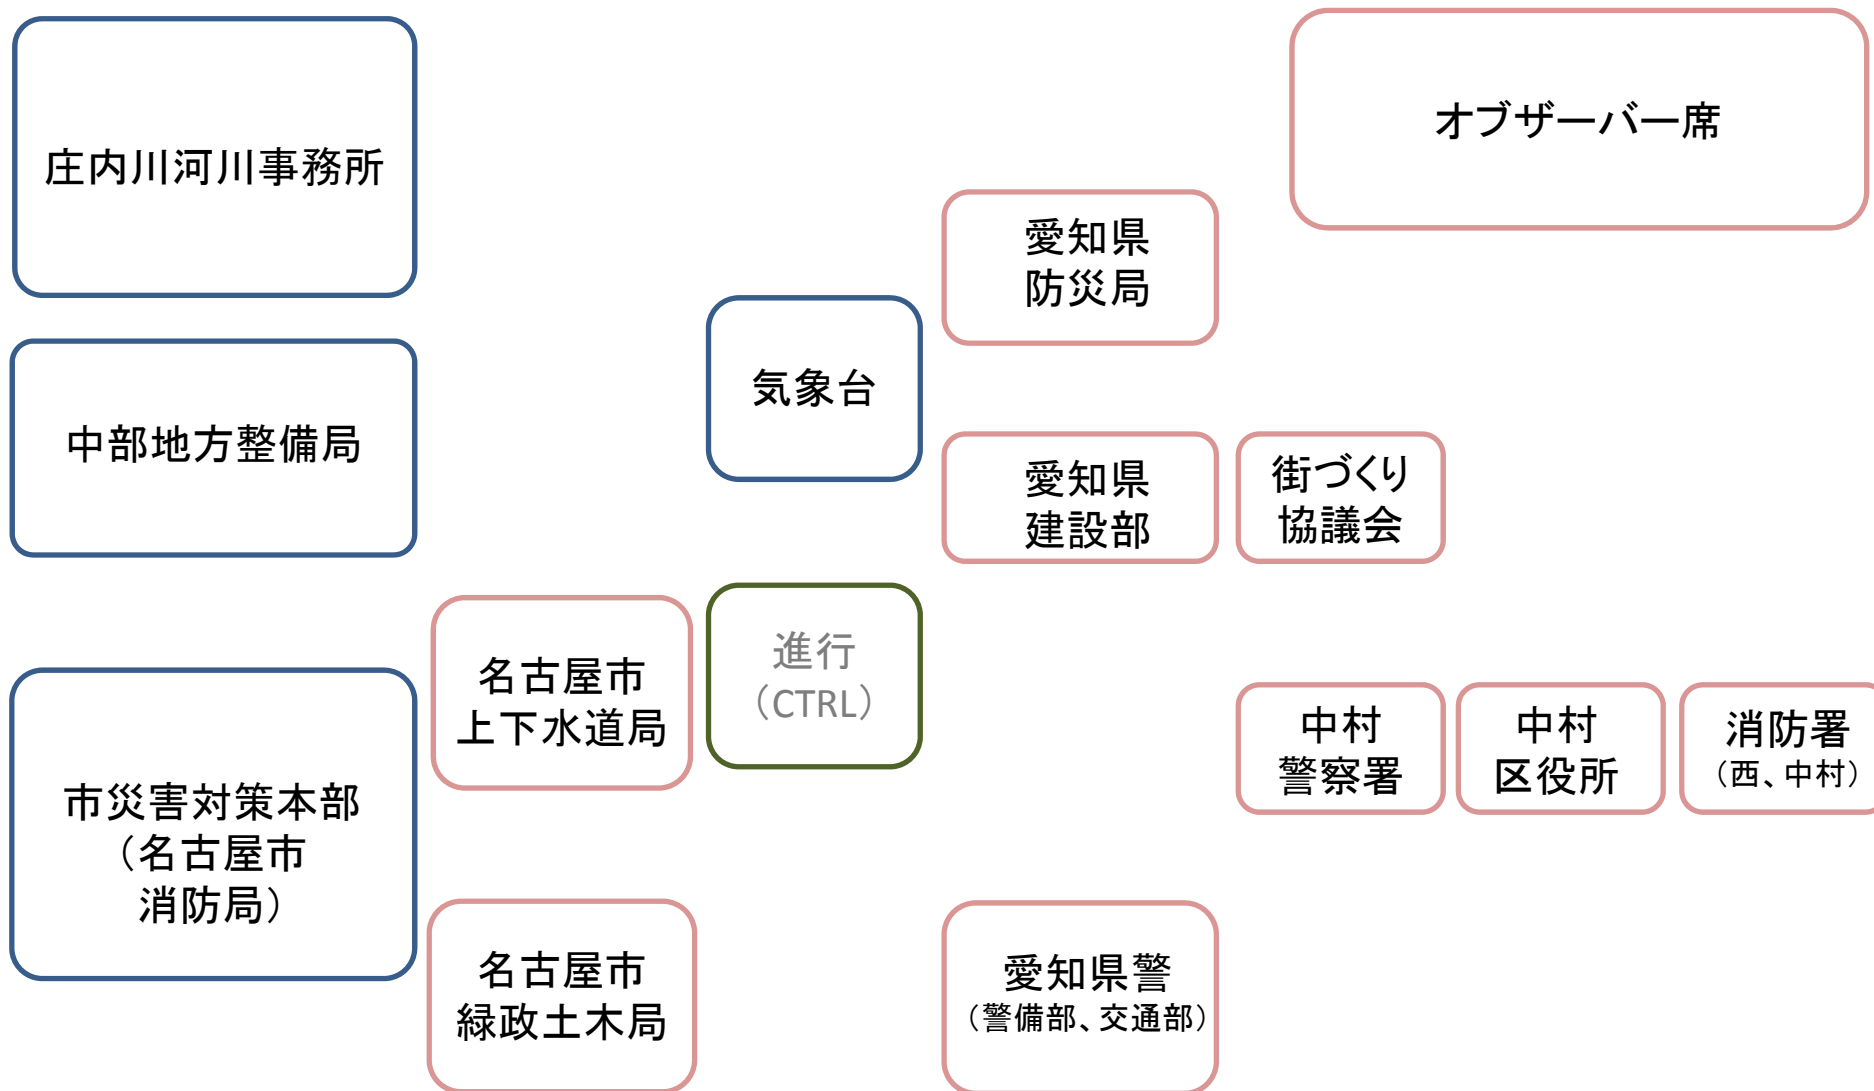 庄内川河川事務所
オブザーバー席
愛知県
防災局
気象台
中部地方整備局
愛知県
建設部
街づくり
協議会
名古屋市
上下水道局
進行
（CTRL）
中村
警察署
中村
区役所
消防署
（西、中村）
市災害対策本部
（名古屋市
消防局）
名古屋市
緑政土木局
愛知県警
（警備部、交通部）